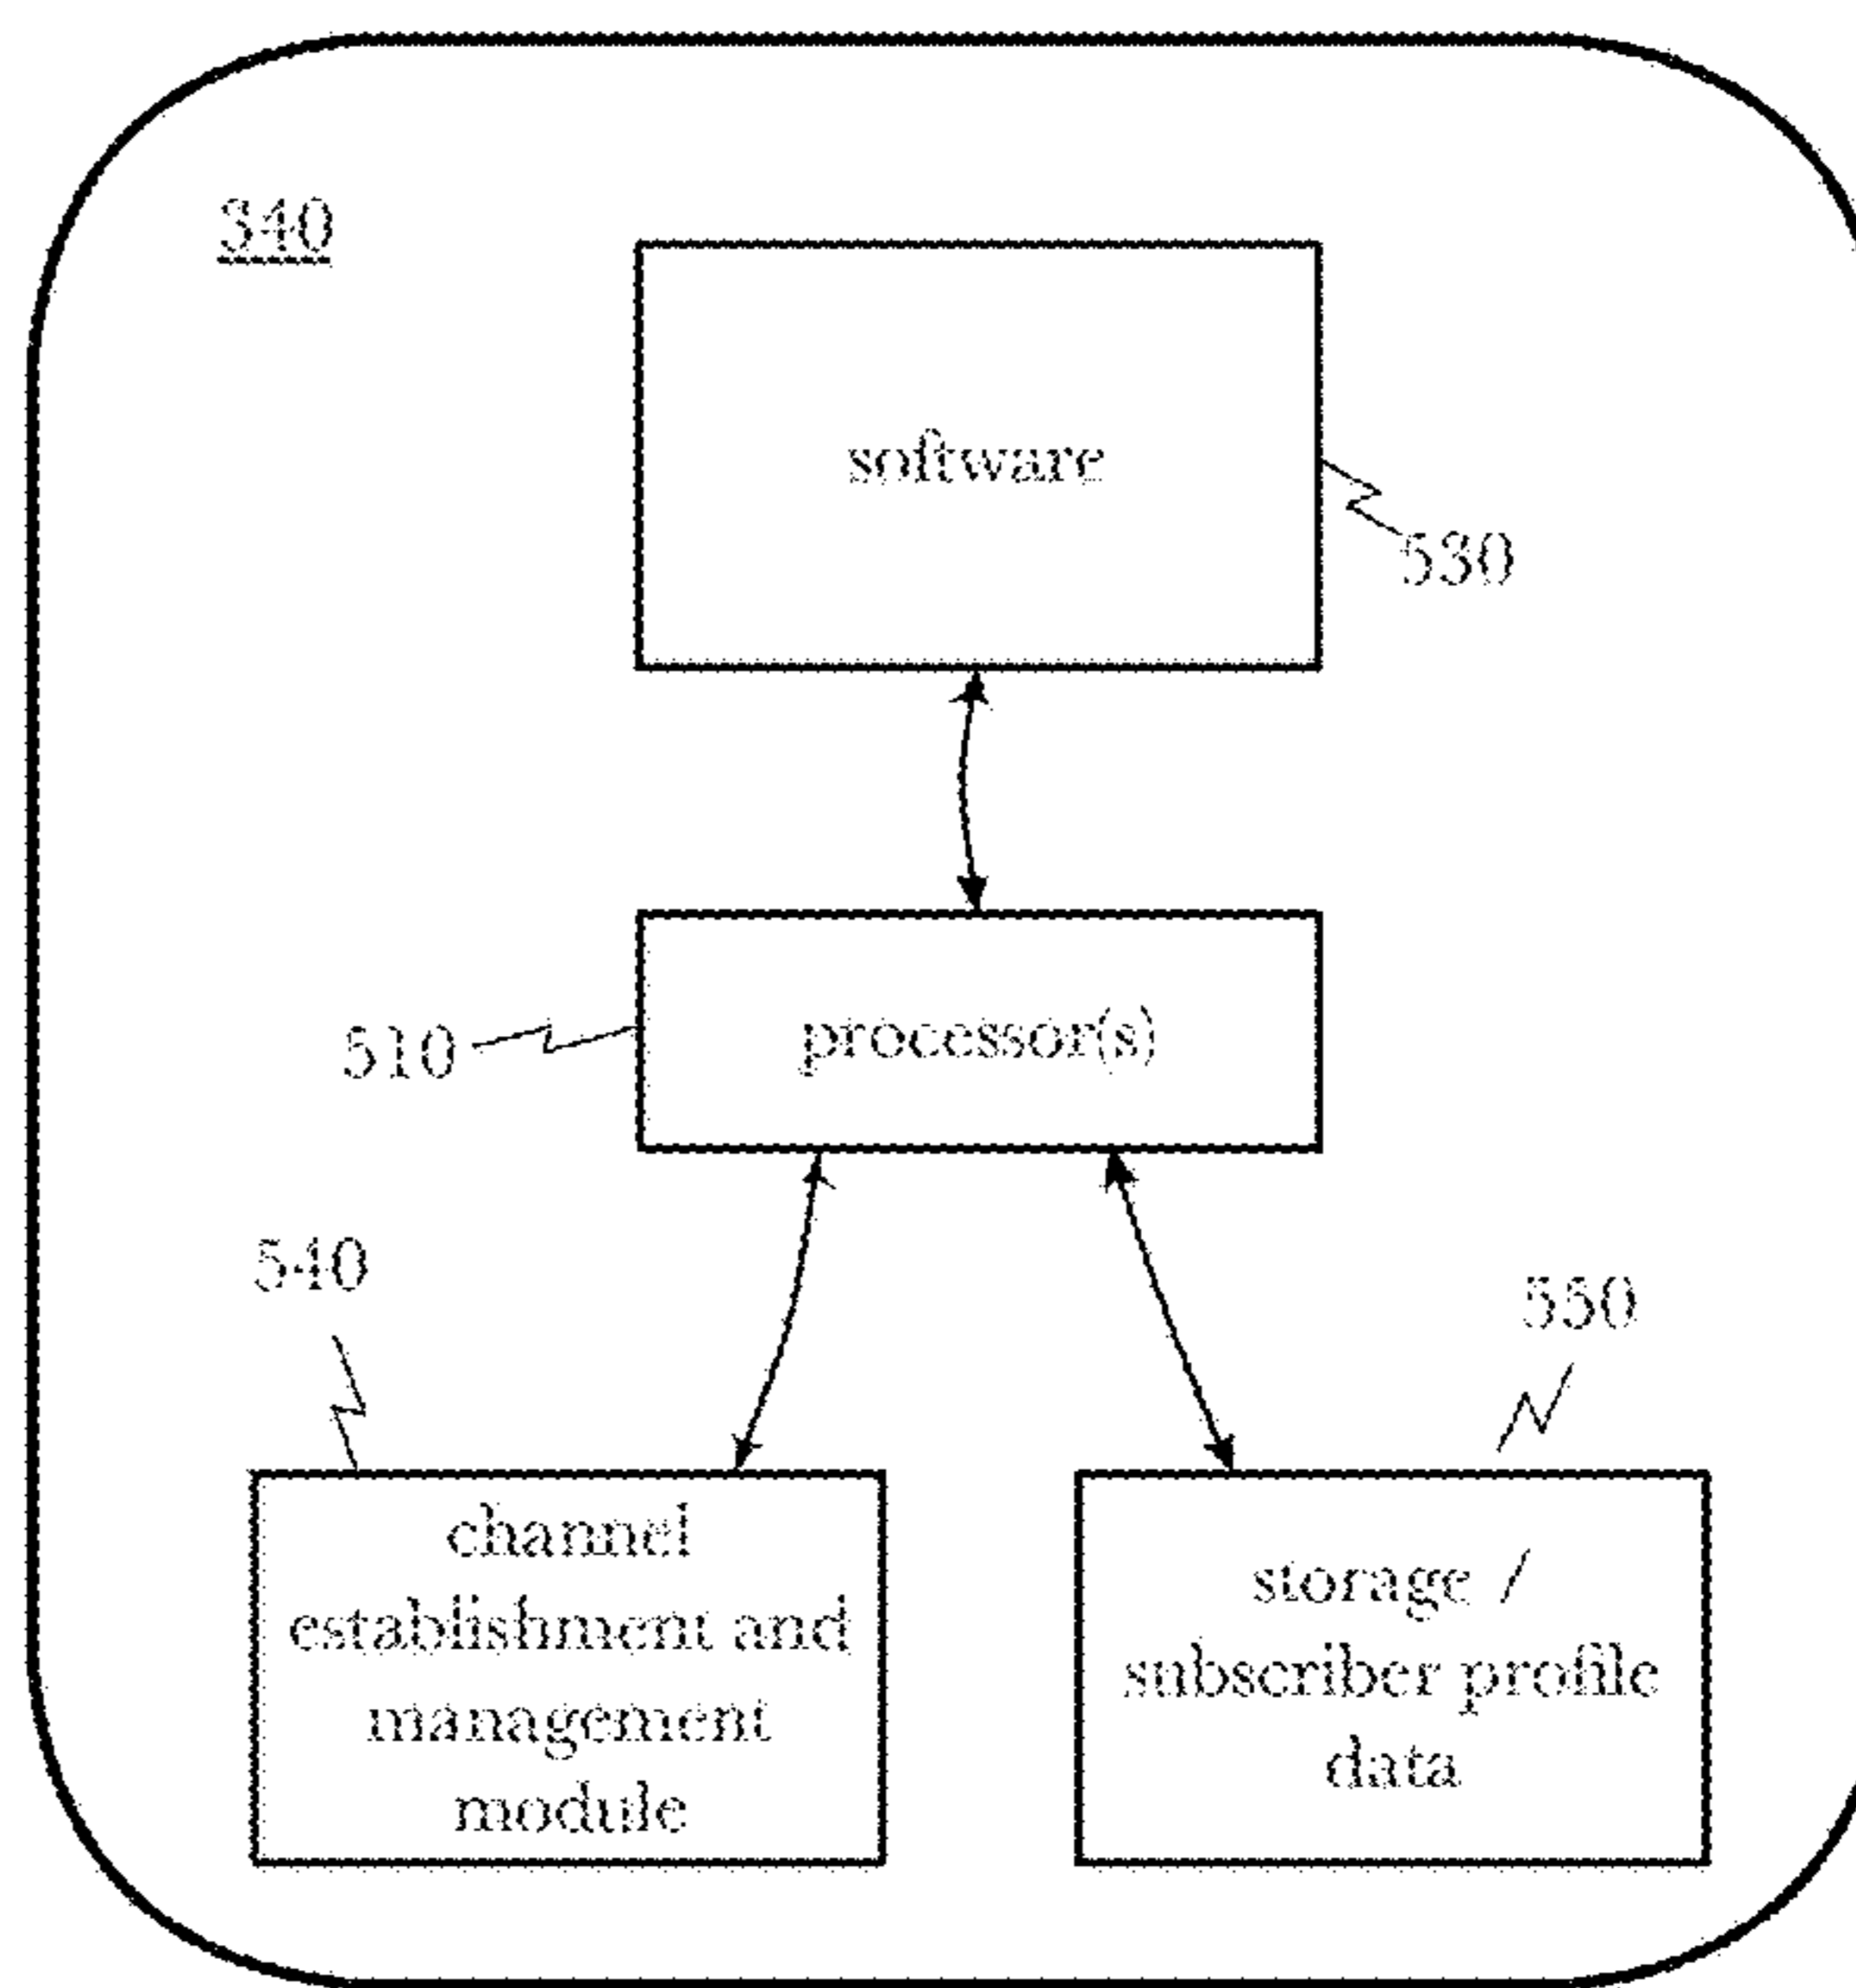 340
software
530
510
processor(s)
540
550
channel
establishment and
management
module
storage /
subscriber profile
data